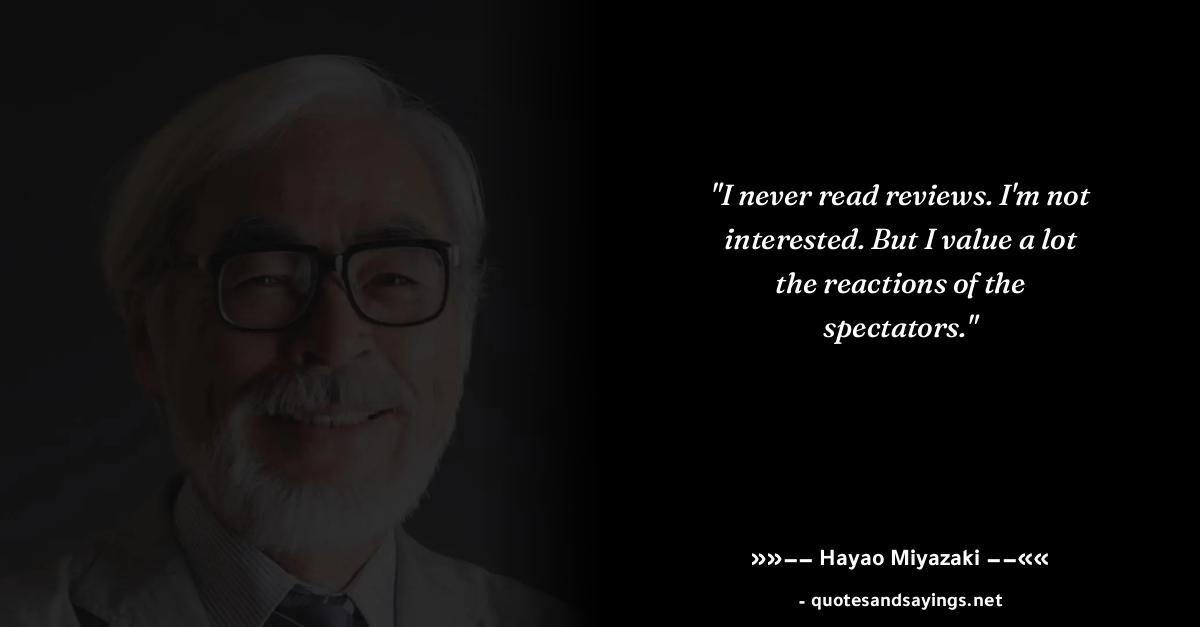 "I never read reviews. I'm not
interested. But I value a lot
the reactions of the
spectators."
»»–– Hayao Miyazaki ––««
- quotesandsayings.net